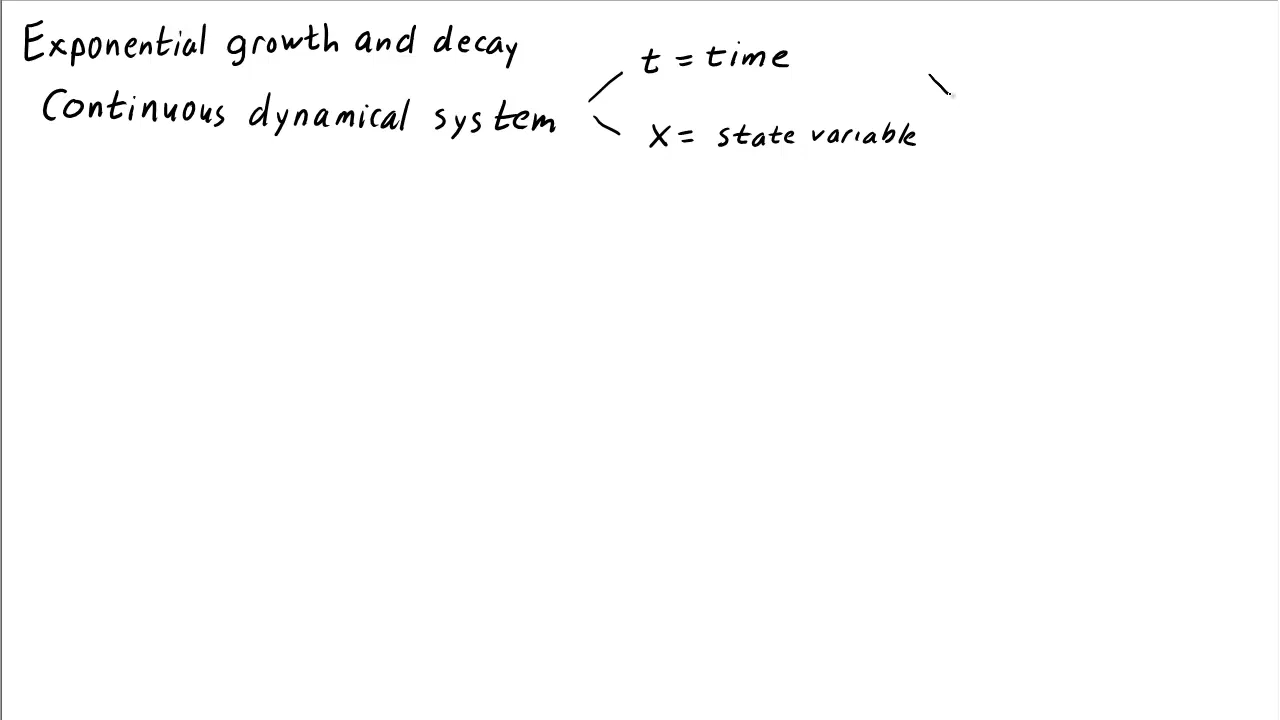 Exponential growth and decay
Continuous dynamical system
t = time
x = state variable